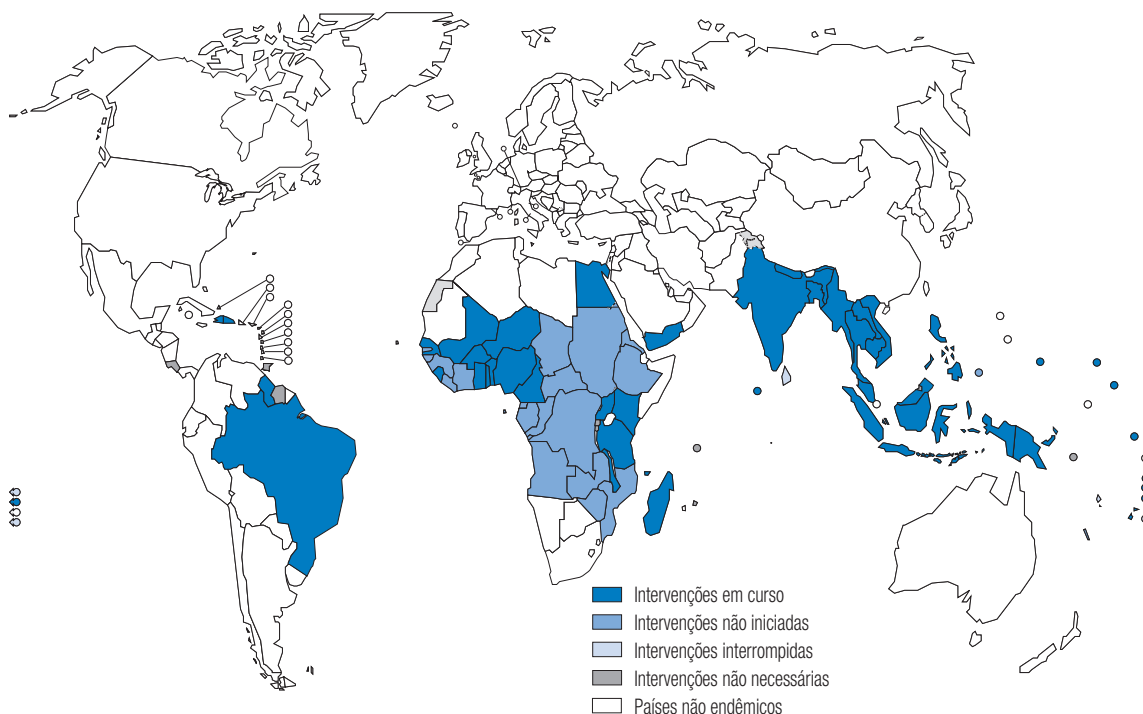 Intervenções em curso
Intervenções não iniciadas
Intervenções interrompidas
Intervenções não necessárias
Países não endêmicos